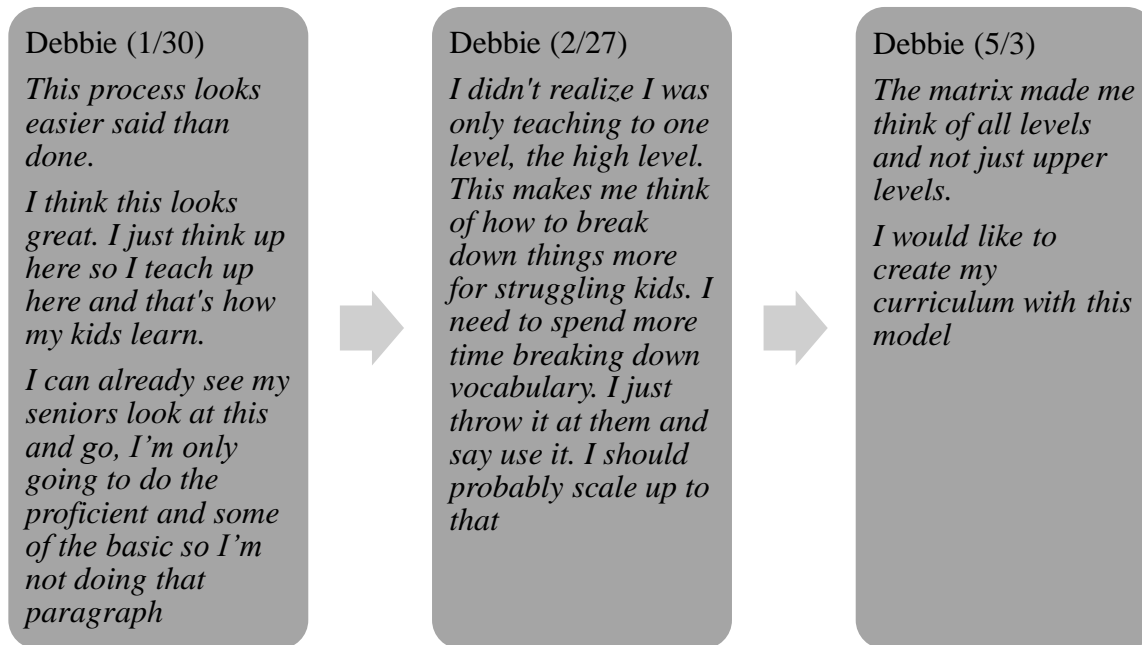 Debbie (1/30)
This process looks
easier said than
done.
I think this looks
great. I just think up
here so I teach up
here and that's how
my kids learn.
I can already see my
seniors look at this
and go, I’m only
going to do the
proficient and some
of the basic so I’m
not doing that
paragraph
Debbie (2/27)
I didn't realize I was
only teaching to one
level, the high level.
This makes me think
of how to break
down things more
for struggling kids. I
need to spend more
time breaking down
vocabulary. I just
throw it at them and
say use it. I should
probably scale up to
that
Debbie (5/3)
The matrix made me
think of all levels
and not just upper
levels.
I would like to
create my
curriculum with this
model